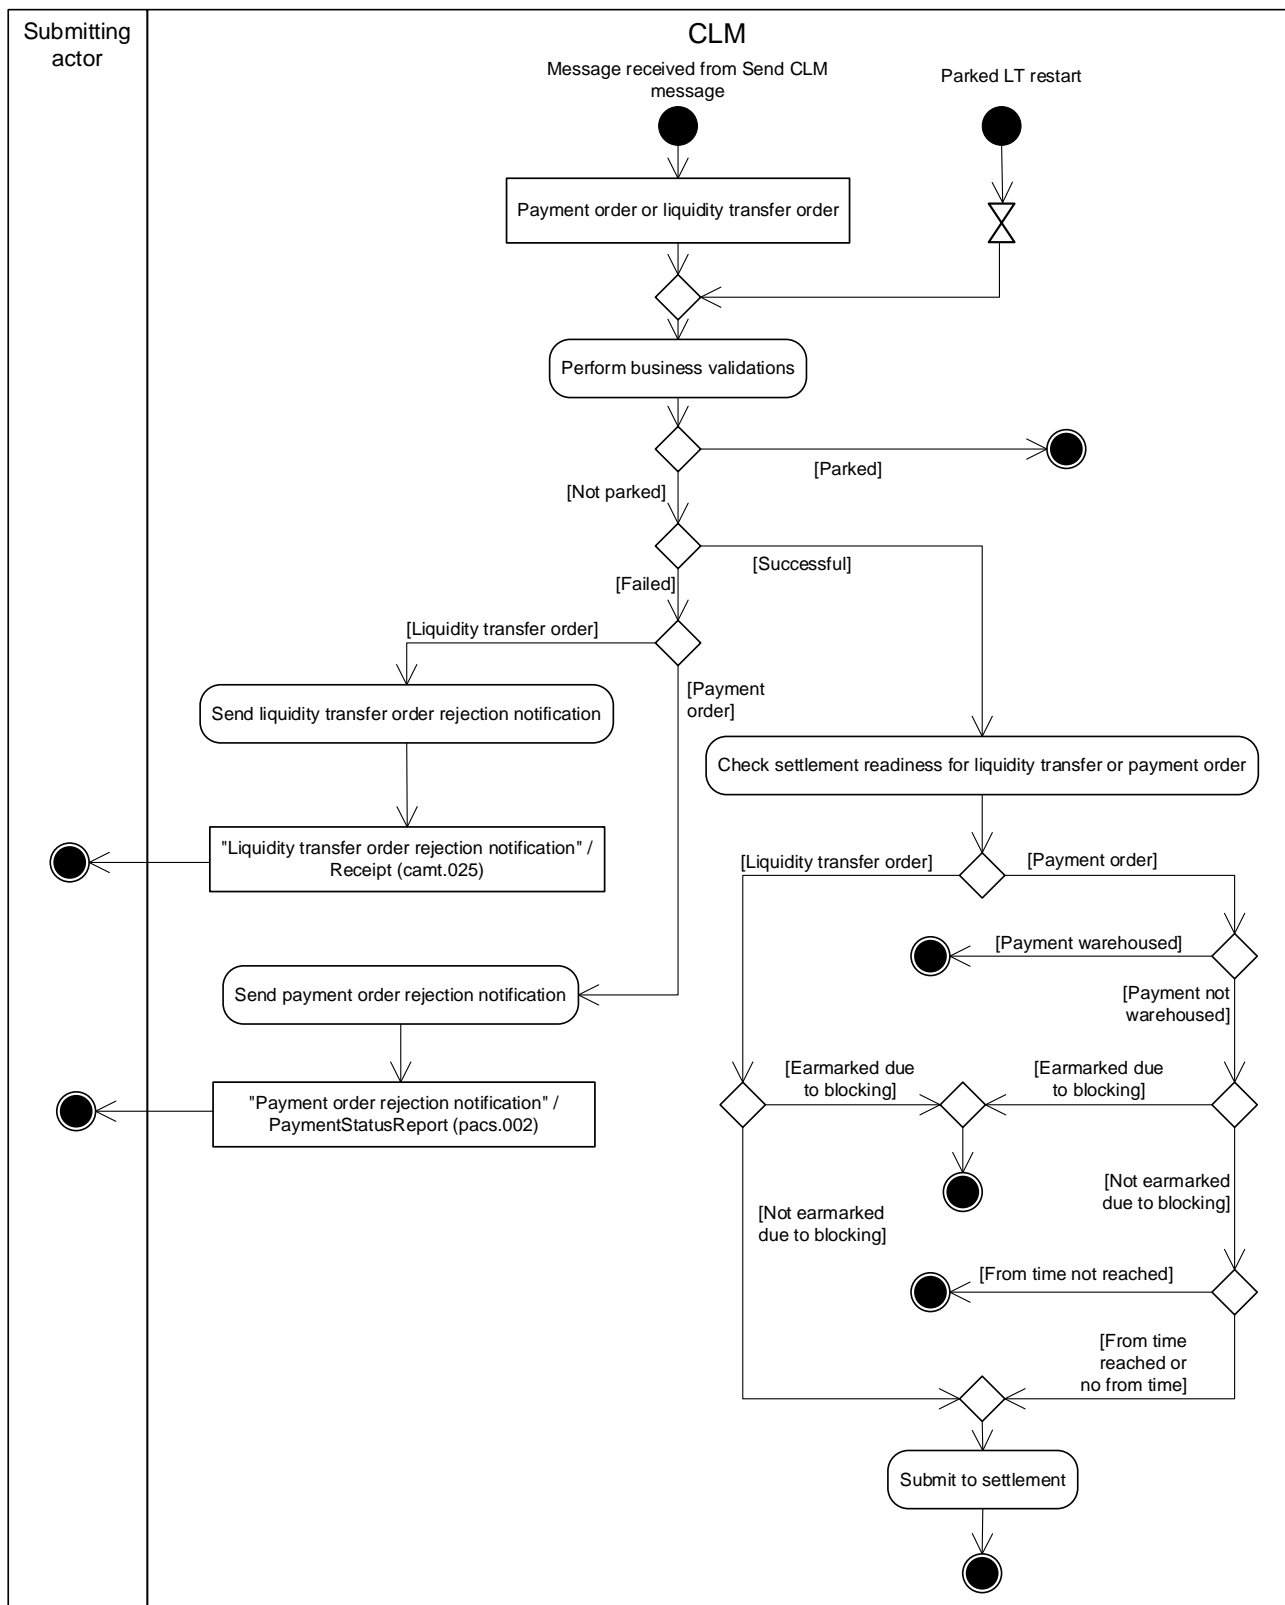 Submitting
actor
CLM
Message received from Send CLM
message
Parked LT restart
Payment order or liquidity transfer order
Perform business validations
[Parked]
[Not parked]
[Successful]
[Failed]
[Liquidity transfer order]
[Payment
order]
Send liquidity transfer order rejection notification
Check settlement readiness for liquidity transfer or payment order
"Liquidity transfer order rejection notification" /
Receipt (camt.025)
[Liquidity transfer order]
[Payment order]
[Payment warehoused]
Send payment order rejection notification
[Payment not
warehoused]
[Earmarked due
to blocking]
[Earmarked due
to blocking]
"Payment order rejection notification" /
PaymentStatusReport (pacs.002)
[Not earmarked
due to blocking]
[Not earmarked
due to blocking]
[From time not reached]
[From time
reached or
no from time]
Submit to settlement